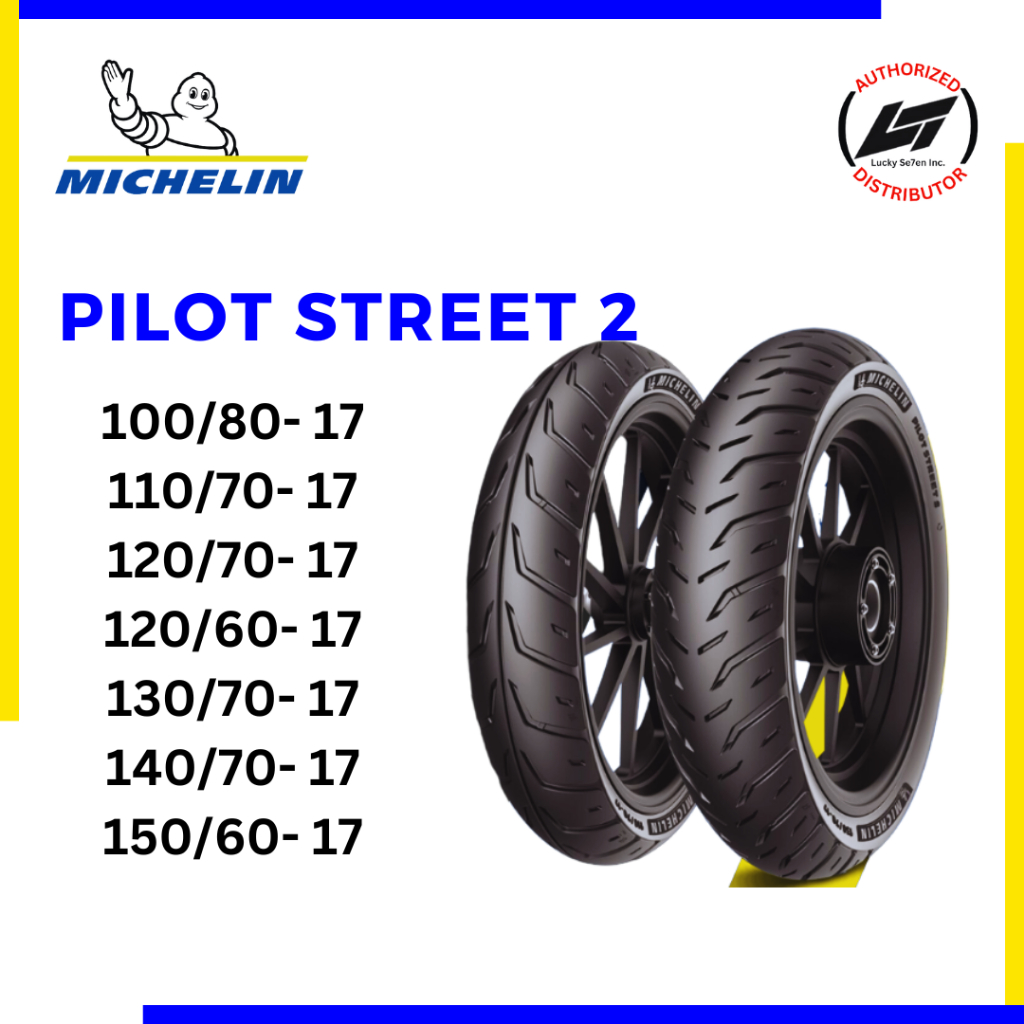 MICHELIN
AUTHORIZED
LT
Lucky Se7en Inc.
DISTRIBUTOR
PILOT STREET 2
100/80- 17
110/70- 17
120/70- 17
120/60- 17
130/70- 17
140/70- 17
150/60- 17
MICHELIN
MICHELIN
PILOT STREET 2
MICHELIN
MICHELIN